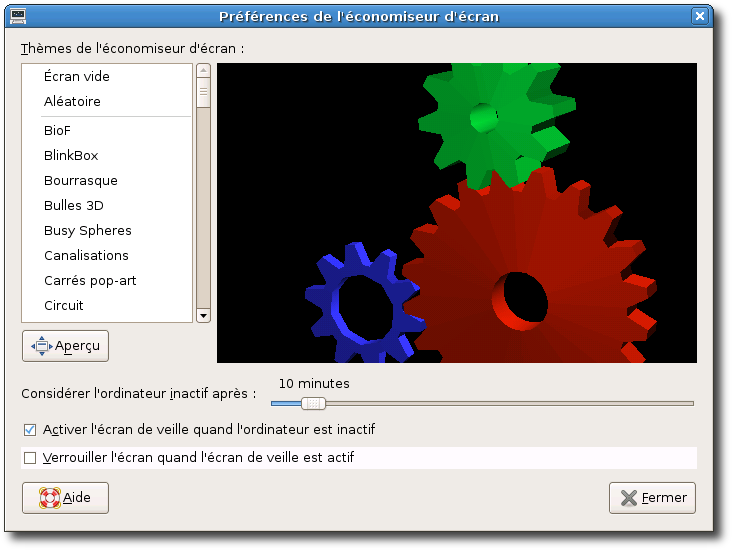 Préférences de l'économiseur d'écran
Thèmes de l'économiseur d'écran :
Écran vide
Aléatoire
BioF
BlinkBox
Bourrasque
Bulles 3D
Busy Spheres
Canalisations
Carrés pop-art
Circuit
Aperçu
10 minutes
Considérer l'ordinateur inactif après :
Activer l'écran de veille quand l'ordinateur est inactif
Verrouiller l'écran quand l'écran de veille est actif
Aide
Fermer